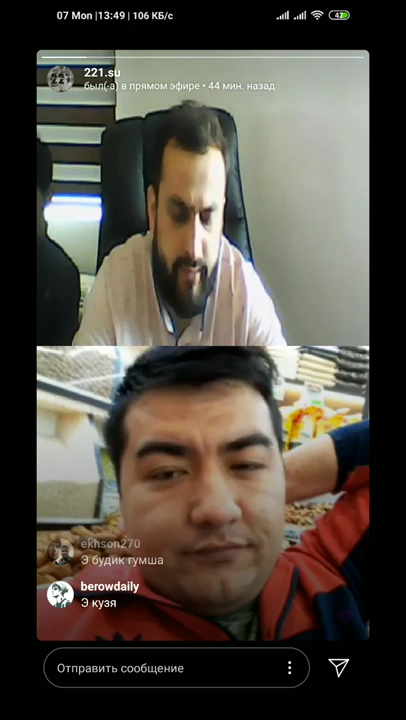 07 Mon |13:49 | 106 КБ/с
42
221.su
был(-а) в прямом эфире • 44 мин. назад
ekhson270
Э будик гумша
berowdaily
Э кузя
Отправить сообщение